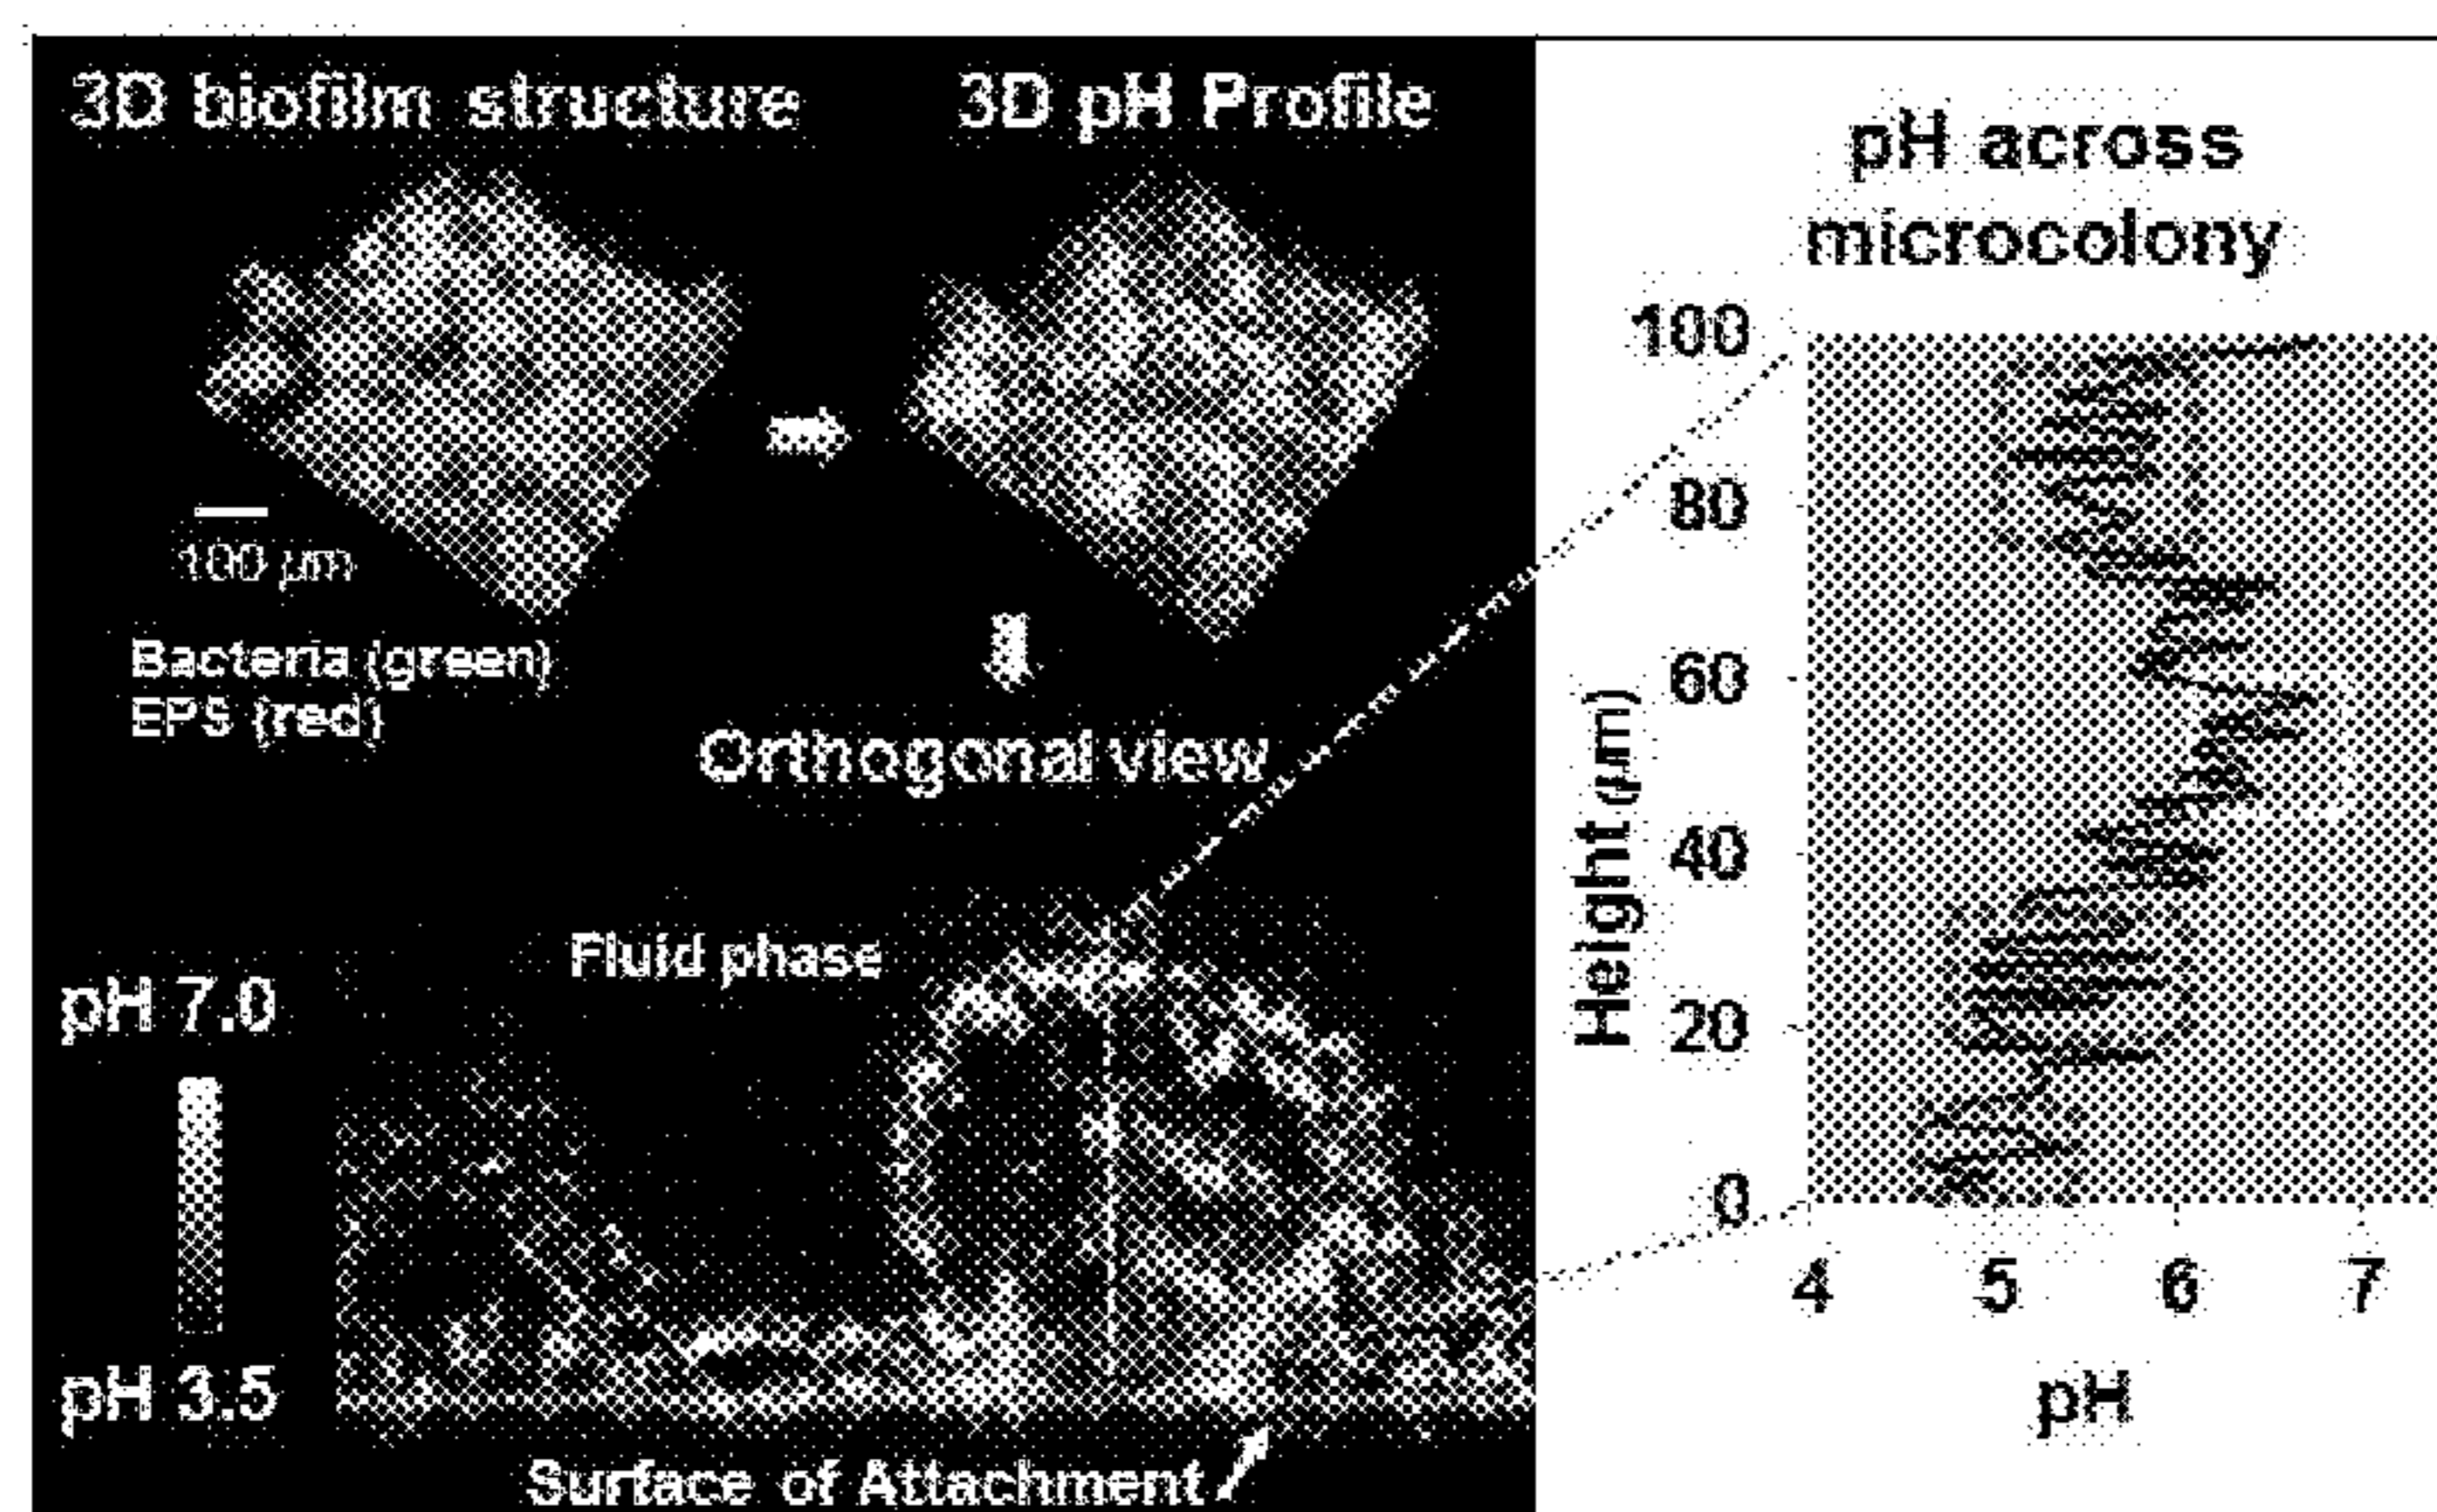 3D biofilm structure
3D pH Profile
100 µm
Bacteria (green)
EPS (red)
Orthogonal view
Fluid phase
pH 7.0
pH 3.5
Surface of Attachment
pH across
microcolony
Height (µm)
100
80
60
40
20
0
4 5 6 7
pH